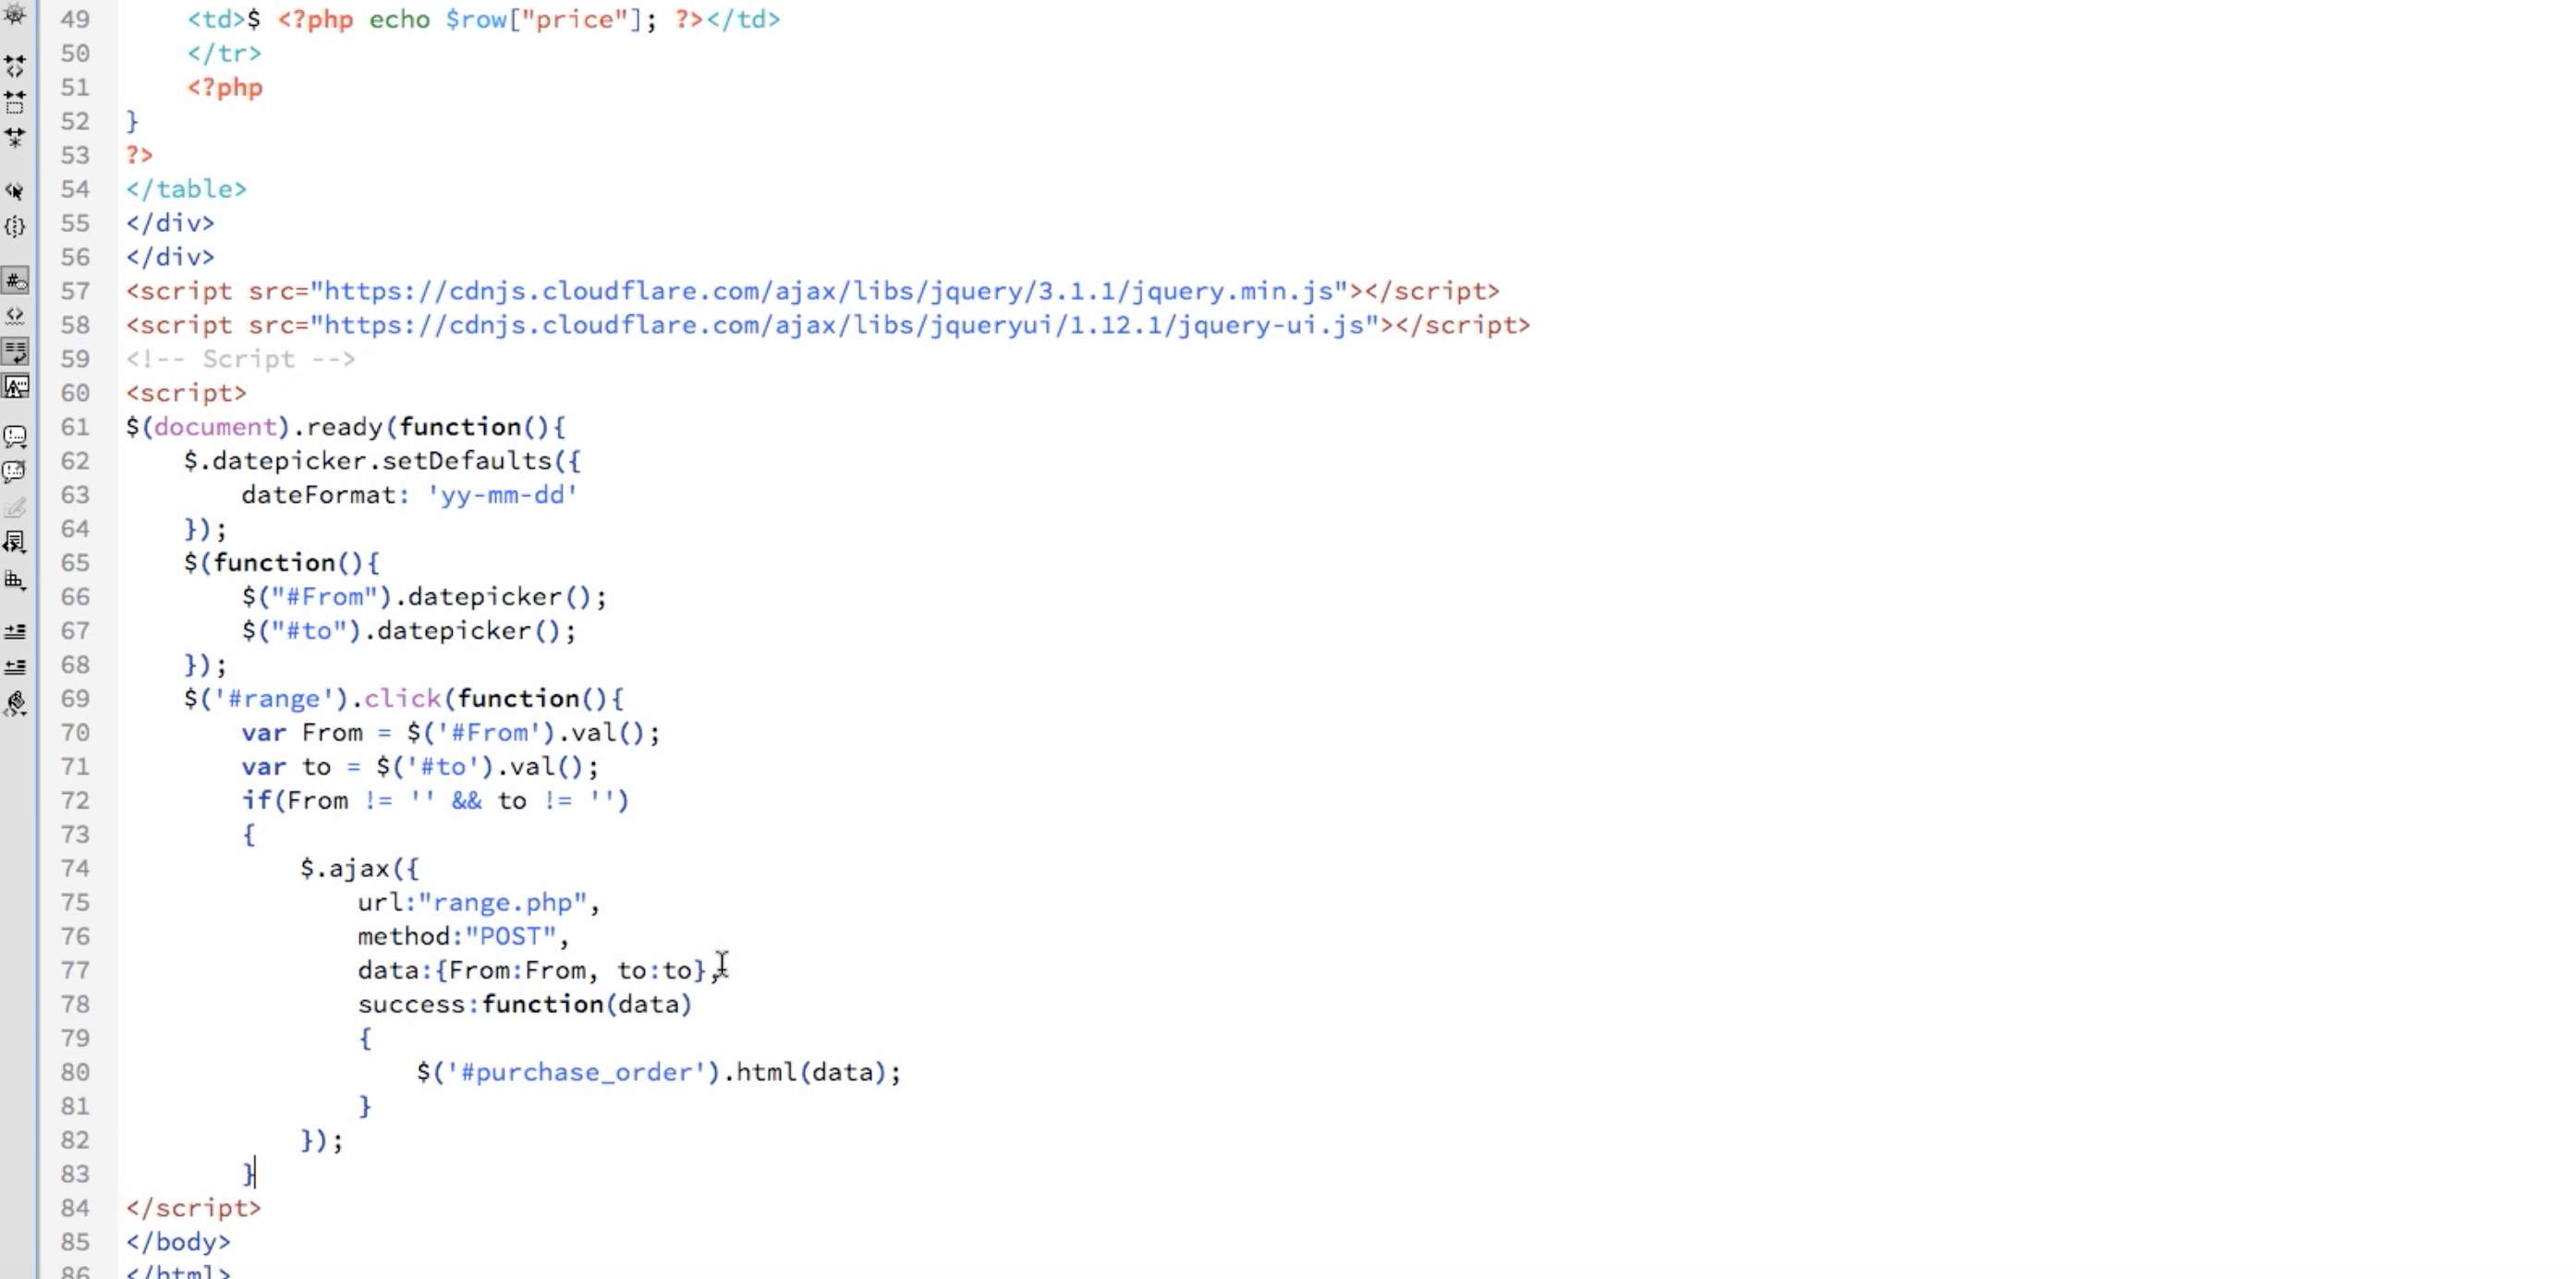 49 <td>$ <?php echo $row["price"]; ?></td>
50 </tr>
51 <?php
52 }
53 ?>
54 </table>
55 </div>
56 </div>
57 <script src="https://cdnjs.cloudflare.com/ajax/libs/jquery/3.1.1/jquery.min.js"></script>
58 <script src="https://cdnjs.cloudflare.com/ajax/libs/jqueryui/1.12.1/jquery-ui.js"></script>
59 <!-- Script -->
60 <script>
61 $(document).ready(function(){
62 $.datepicker.setDefaults({
63 dateFormat: 'yy-mm-dd'
64 });
65 $(function(){
66 $("#From").datepicker();
67 $("#to").datepicker();
68 });
69 $('#range').click(function(){
70 var From = $('#From').val();
71 var to = $('#to').val();
72 if(From != '' && to != '')
73 {
74 $.ajax({
75 url:"range.php",
76 method:"POST",
77 data:{From:From, to:to},
78 success:function(data)
79 {
80 $('#purchase_order').html(data);
81 }
82 });
83 }
84 </script>
85 </body>
86 </html>